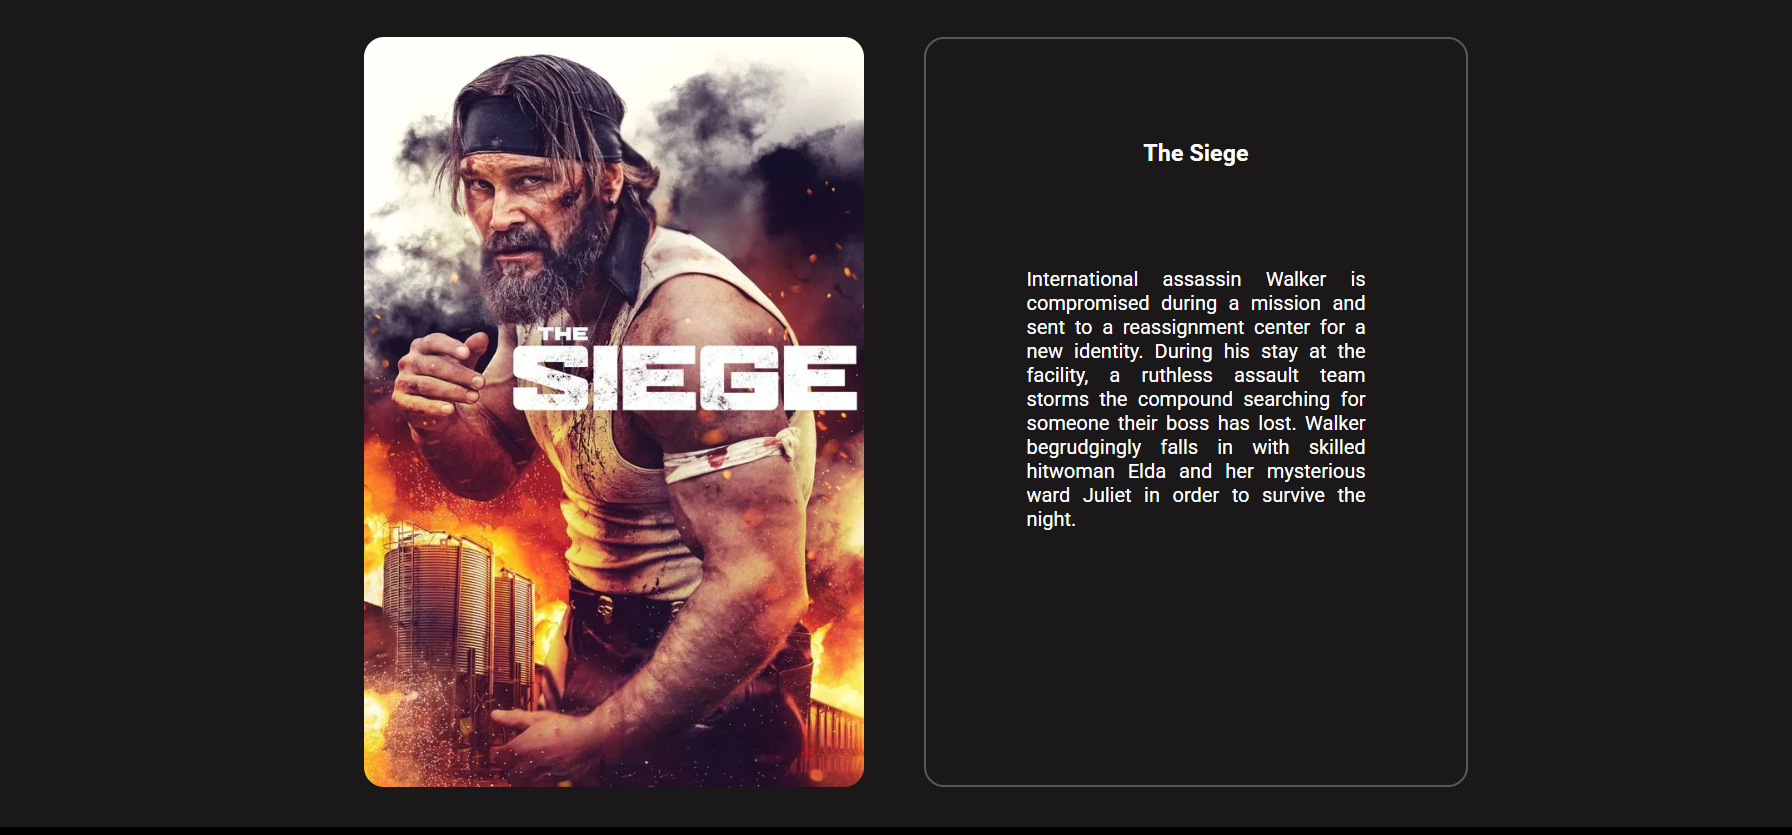 THE
SIEGE
The Siege
International assassin Walker is
compromised during a mission and
sent to a reassignment center for a
new identity. During his stay at the
facility, a ruthless assault team
storms the compound searching for
someone their boss has lost. Walker
begrudgingly falls in with skilled
hitwoman Elda and her mysterious
ward Juliet in order to survive the
night.